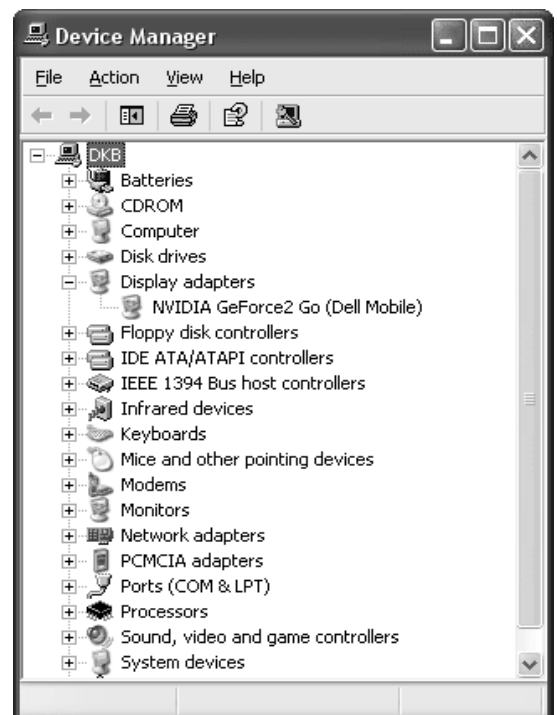 Device Manager
File Action View Help
DKB
Batteries
CDROM
Computer
Disk drives
Display adapters
NVIDIA GeForce2 Go (Dell Mobile)
Floppy disk controllers
IDE ATA/ATAPI controllers
IEEE 1394 Bus host controllers
Infrared devices
Keyboards
Mice and other pointing devices
Modems
Monitors
Network adapters
PCMCIA adapters
Ports (COM & LPT)
Processors
Sound, video and game controllers
System devices